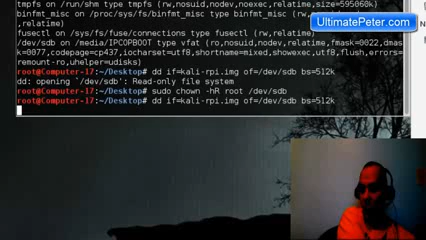 tmpfs on /run/shm type tmpfs (rw,nosuid,nodev,noexec,relatime,size=595060k)
binfmt_misc on /proc/sys/fs/binfmt_misc type binfmt_misc (rw,
,relatime)
fusectl on /sys/fs/fuse/connections type fusectl (rw,relatime)
/dev/sdb on /media/IPCOPBOOT type vfat (ro,nosuid,nodev,relatime,fmask=0022,dmask
=0077,codepage=cp437,iocharset=utf8,shortname=mixed,showexec,utf8,flush,errors=
remount-ro,uhelper=udisks)
root@Computer-17:~/Desktop# dd if=kali-rpi.img of=/dev/sdb bs=512k
dd: opening `/dev/sdb': Read-only file system
root@Computer-17:~/Desktop# sudo chown -hR root /dev/sdb
root@Computer-17:~/Desktop# dd if=kali-rpi.img of=/dev/sdb bs=512k
UltimatePeter.com